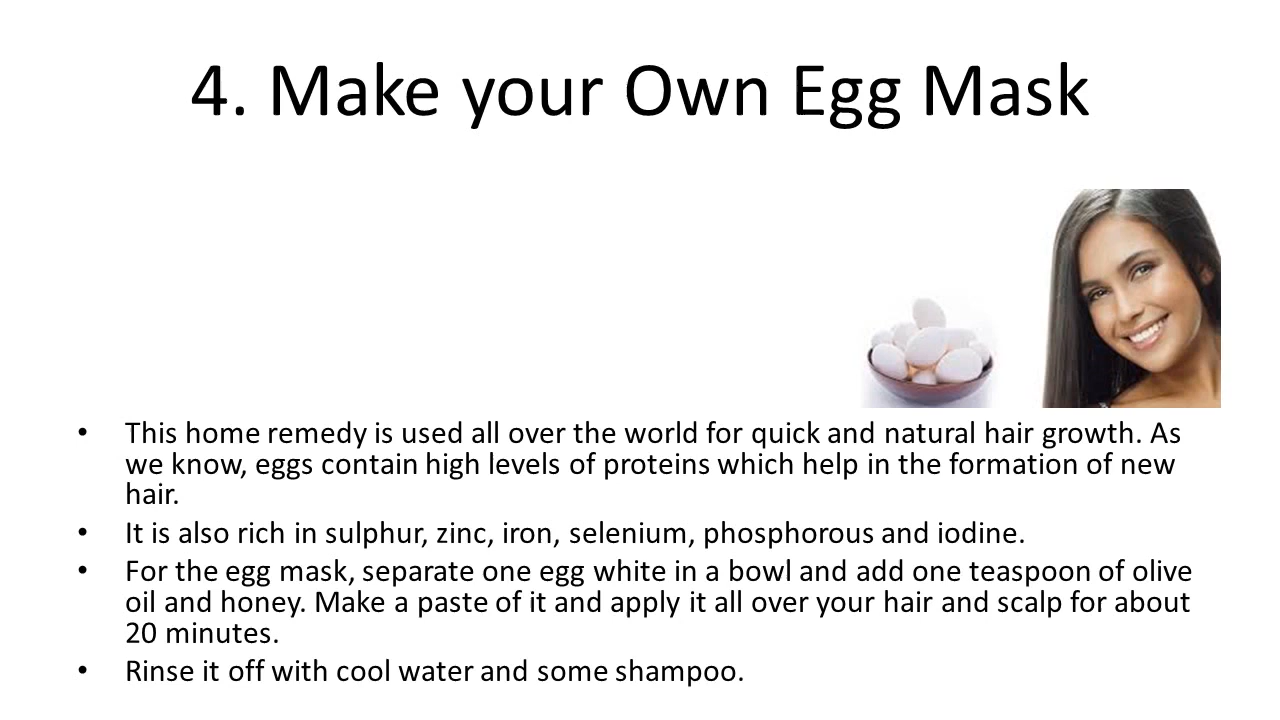 4. Make your Own Egg Mask
• This home remedy is used all over the world for quick and natural hair growth. As
we know, eggs contain high levels of proteins which help in the formation of new
hair.
• It is also rich in sulphur, zinc, iron, selenium, phosphorous and iodine.
• For the egg mask, separate one egg white in a bowl and add one teaspoon of olive
oil and honey. Make a paste of it and apply it all over your hair and scalp for about
20 minutes.
• Rinse it off with cool water and some shampoo.